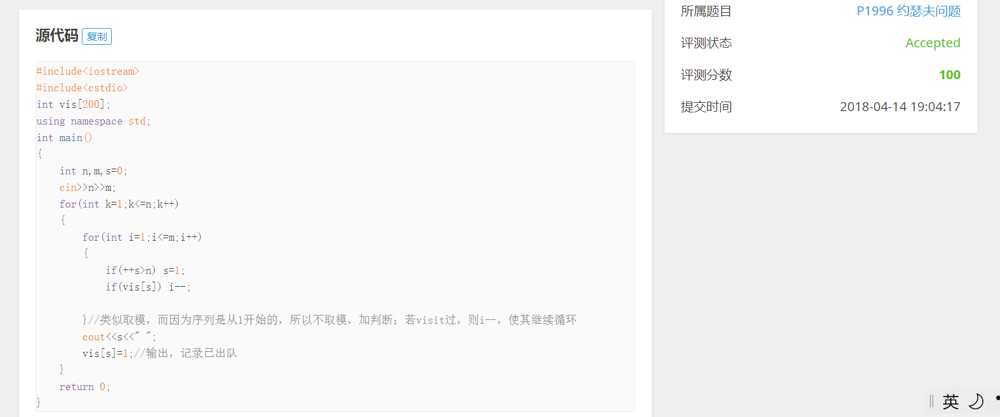 源代码 复制
#include<iostream>
#include<cstdio>
int vis[200];
using namespace std;
int main()
{
    int n,m,s=0;
    cin>>n>>m;
    for(int k=1;k<=n;k++)
    {
        for(int i=1;i<=m;i++)
        {
            if(++s>n) s=1;
            if(vis[s]) i--;
        }//类似取模，而因为序列是从1开始的，所以不取模，加判断；若visit过，则i--，使其继续循环
        cout<<s<<" ";
        vis[s]=1;//输出，记录已出队
    }
    return 0;
}
所属题目 P1996 约瑟夫问题
评测状态 Accepted
评测分数 100
提交时间 2018-04-14 19:04:17
英